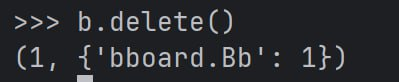 >>> b.delete()
(1, {'bboard.Bb': 1})